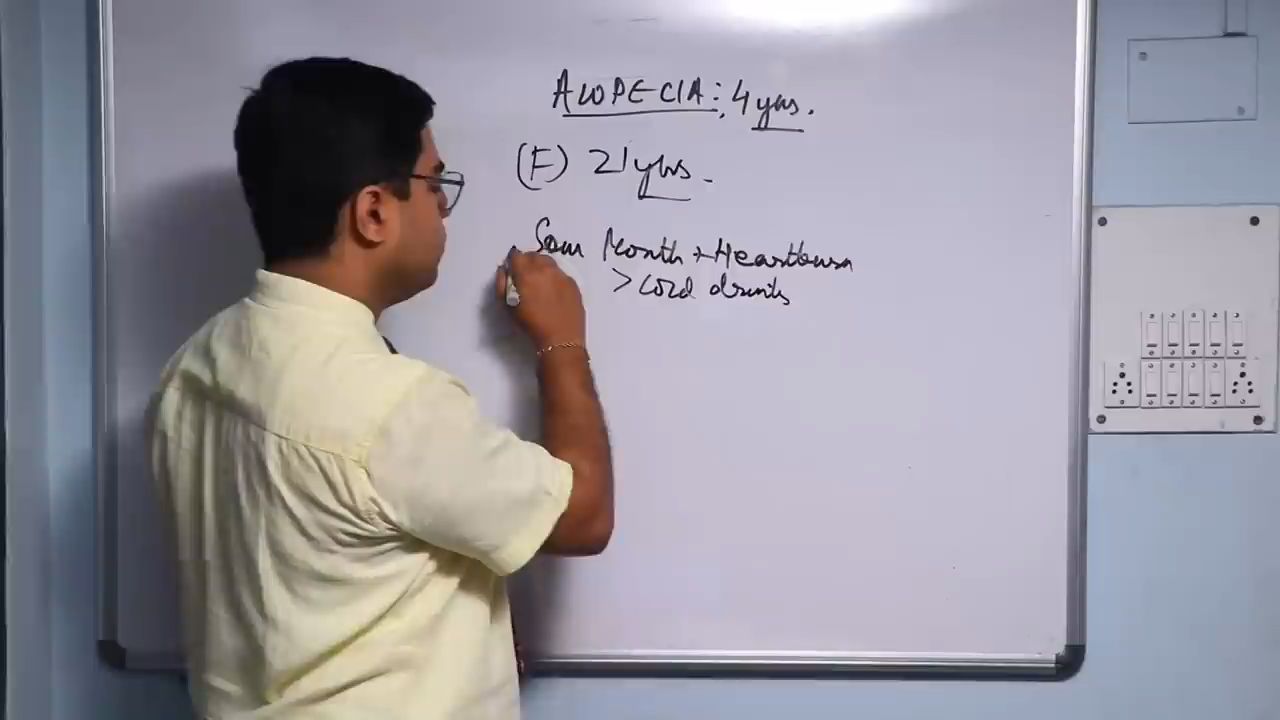 ALOPECIA: 4 yrs.
(F) 21 yrs.
Sour Mouth + Heartburn
> Cold drinks